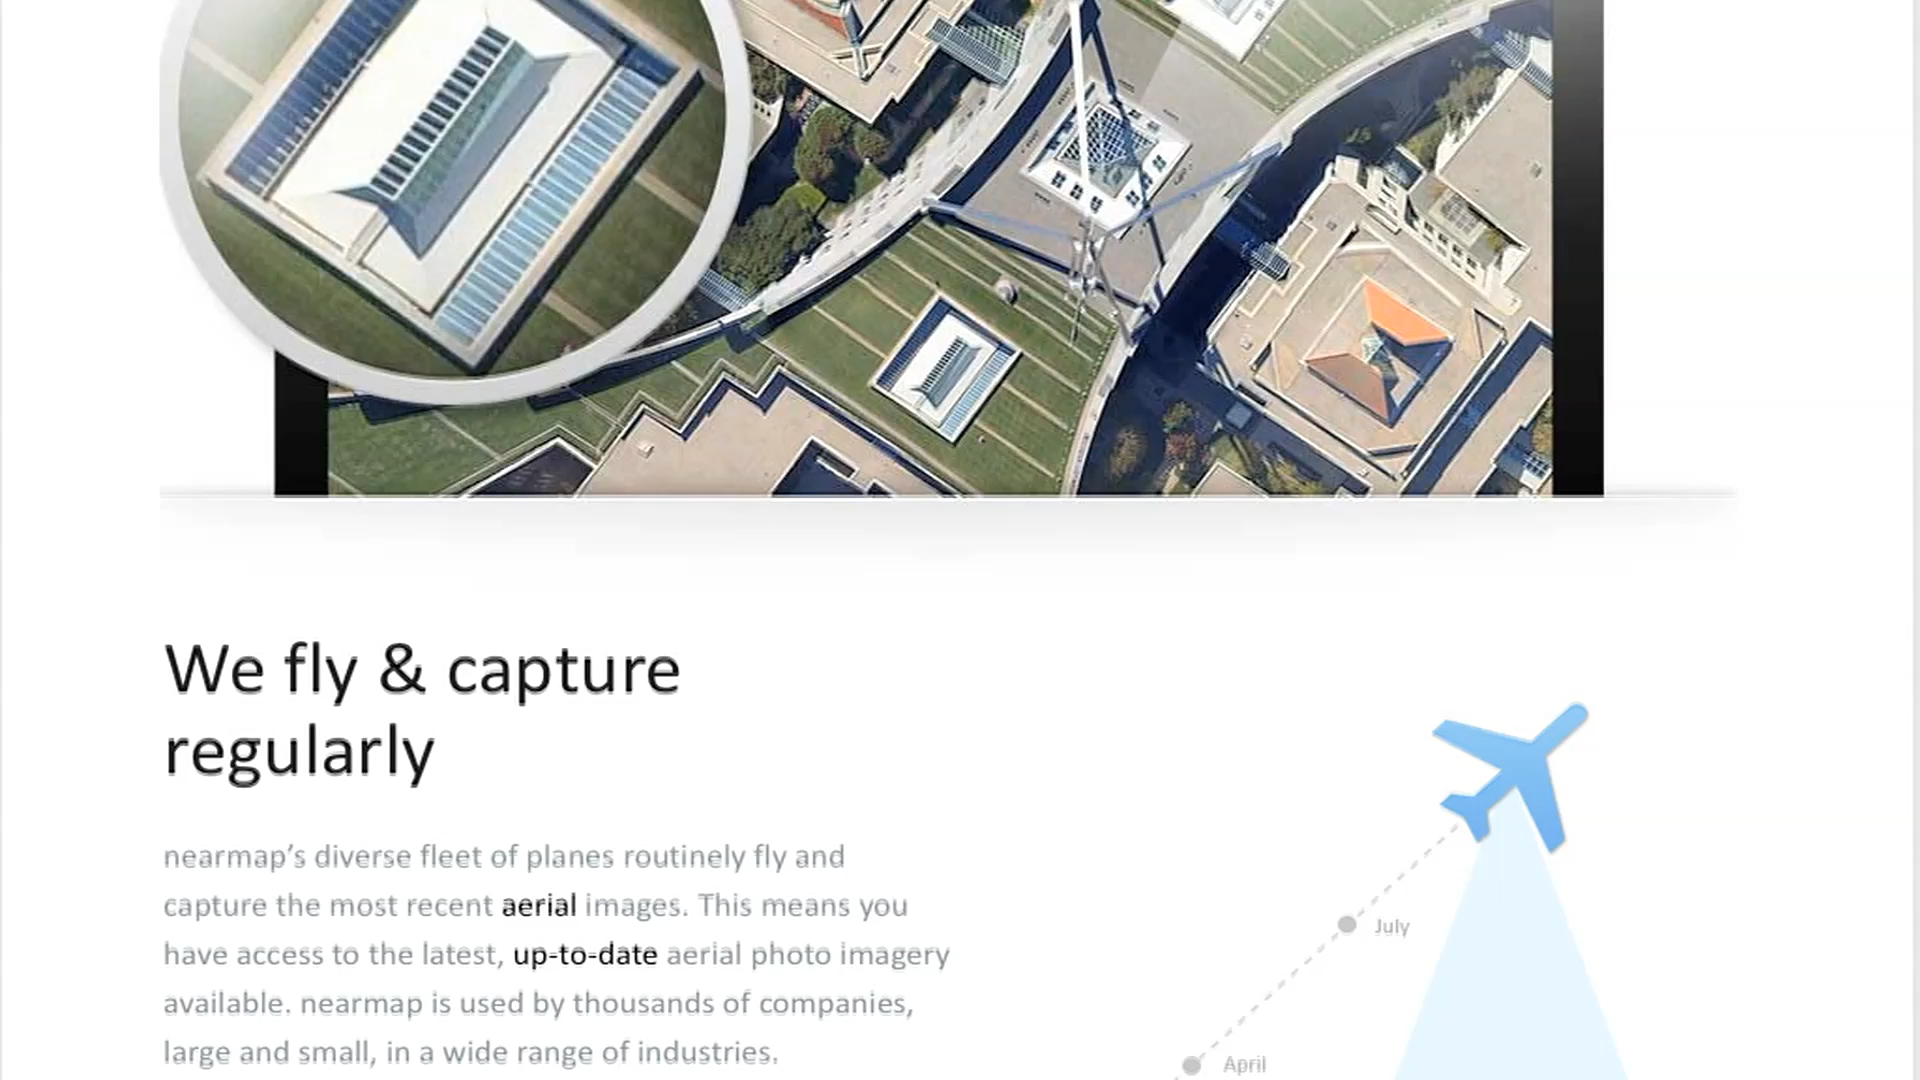 We fly & capture
regularly
nearmap’s diverse fleet of planes routinely fly and
capture the most recent aerial images. This means you
have access to the latest, up-to-date aerial photo imagery
available. nearmap is used by thousands of companies,
large and small, in a wide range of industries.
July
April